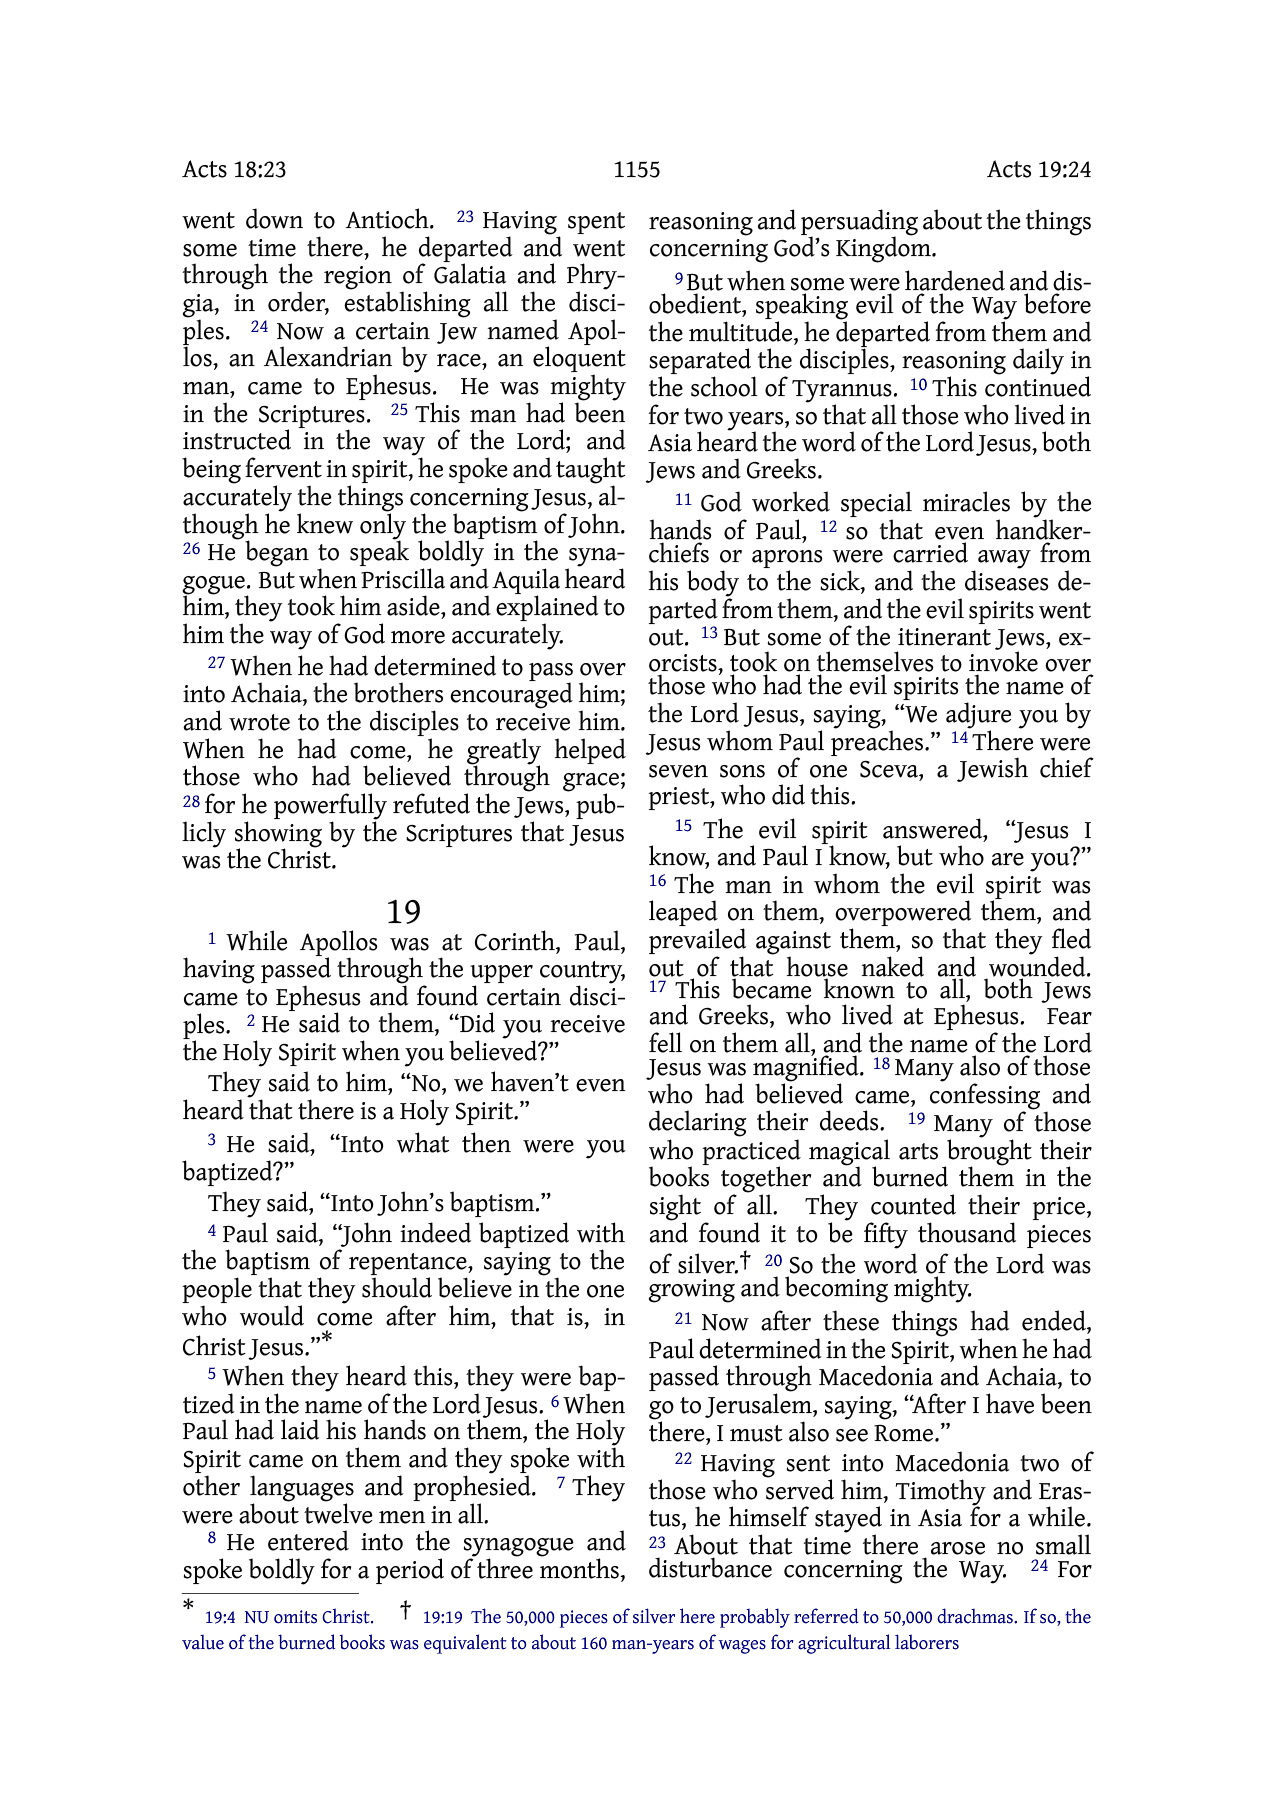 Acts 18:23 1155 Acts 19:24
went down to Antioch. 23 Having spent
some time there, he departed and went
through the region of Galatia and Phry-
gia, in order, establishing all the disci-
ples. 24 Now a certain Jew named Apol-
los, an Alexandrian by race, an eloquent
man, came to Ephesus. He was mighty
in the Scriptures. 25 This man had been
instructed in the way of the Lord; and
being fervent in spirit, he spoke and taught
accurately the things concerning Jesus, al-
though he knew only the baptism of John.
26 He began to speak boldly in the syna-
gogue. But when Priscilla and Aquila heard
him, they took him aside, and explained to
him the way of God more accurately.
27 When he had determined to pass over
into Achaia, the brothers encouraged him;
and wrote to the disciples to receive him.
When he had come, he greatly helped
those who had believed through grace;
28 for he powerfully refuted the Jews, pub-
licly showing by the Scriptures that Jesus
was the Christ.
19
1 While Apollos was at Corinth, Paul,
having passed through the upper country,
came to Ephesus and found certain disci-
ples. 2 He said to them, “Did you receive
the Holy Spirit when you believed?”
They said to him, “No, we haven’t even
heard that there is a Holy Spirit.”
3 He said, “Into what then were you
baptized?”
They said, “Into John’s baptism.”
4 Paul said, “John indeed baptized with
the baptism of repentance, saying to the
people that they should believe in the one
who would come after him, that is, in
Christ Jesus.”*
5 When they heard this, they were bap-
tized in the name of the Lord Jesus. 6 When
Paul had laid his hands on them, the Holy
Spirit came on them and they spoke with
other languages and prophesied. 7 They
were about twelve men in all.
8 He entered into the synagogue and
spoke boldly for a period of three months,
reasoning and persuading about the things
concerning God’s Kingdom.
9 But when some were hardened and dis-
obedient, speaking evil of the Way before
the multitude, he departed from them and
separated the disciples, reasoning daily in
the school of Tyrannus. 10 This continued
for two years, so that all those who lived in
Asia heard the word of the Lord Jesus, both
Jews and Greeks.
11 God worked special miracles by the
hands of Paul, 12 so that even handker-
chiefs or aprons were carried away from
his body to the sick, and the diseases de-
parted from them, and the evil spirits went
out. 13 But some of the itinerant Jews, ex-
orcists, took on themselves to invoke over
those who had the evil spirits the name of
the Lord Jesus, saying, “We adjure you by
Jesus whom Paul preaches.” 14 There were
seven sons of one Sceva, a Jewish chief
priest, who did this.
15 The evil spirit answered, “Jesus I
know, and Paul I know, but who are you?”
16 The man in whom the evil spirit was
leaped on them, overpowered them, and
prevailed against them, so that they fled
out of that house naked and wounded.
17 This became known to all, both Jews
and Greeks, who lived at Ephesus. Fear
fell on them all, and the name of the Lord
Jesus was magnified. 18 Many also of those
who had believed came, confessing and
declaring their deeds. 19 Many of those
who practiced magical arts brought their
books together and burned them in the
sight of all. They counted their price,
and found it to be fifty thousand pieces
of silver.† 20 So the word of the Lord was
growing and becoming mighty.
21 Now after these things had ended,
Paul determined in the Spirit, when he had
passed through Macedonia and Achaia, to
go to Jerusalem, saying, “After I have been
there, I must also see Rome.”
22 Having sent into Macedonia two of
those who served him, Timothy and Eras-
tus, he himself stayed in Asia for a while.
23 About that time there arose no small
disturbance concerning the Way. 24 For
* 19:4 NU omits Christ. † 19:19 The 50,000 pieces of silver here probably referred to 50,000 drachmas. If so, the
value of the burned books was equivalent to about 160 man-years of wages for agricultural laborers